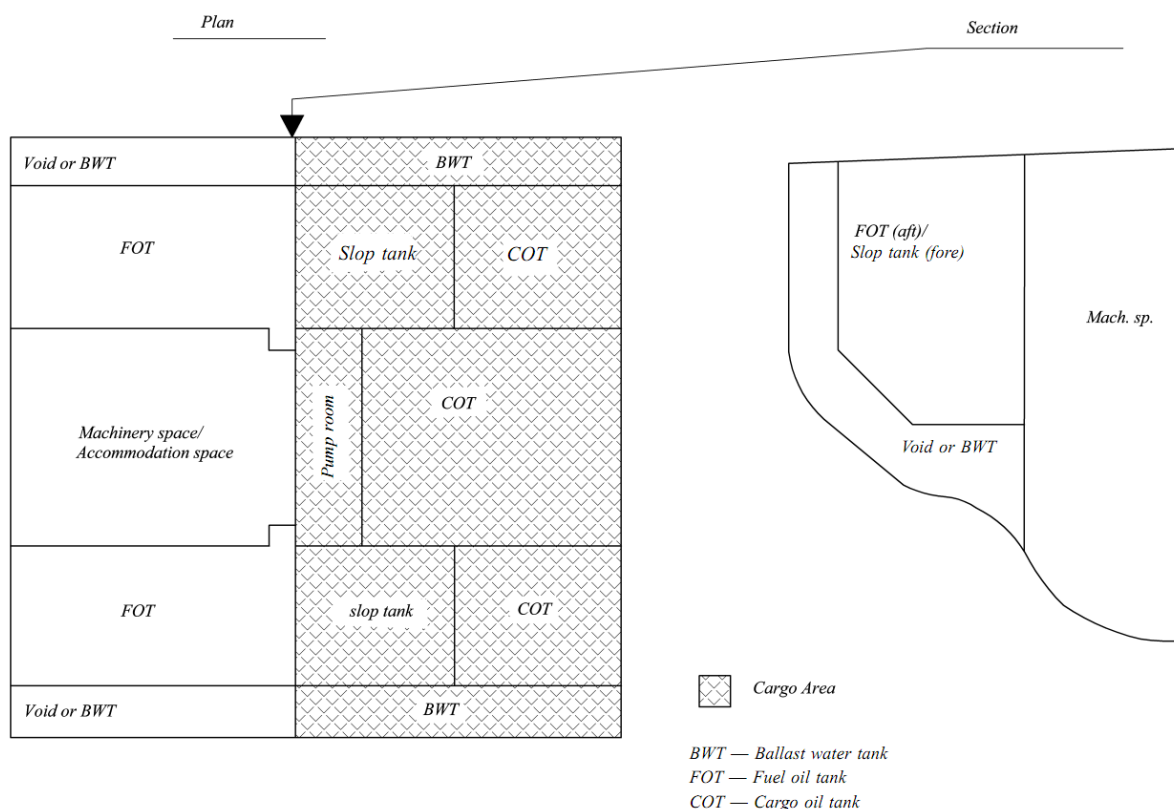 Plan
Section
Void or BWT
BWT
FOT
Slop tank
COT
Machinery space/
Accommodation space
Pump room
COT
FOT
slop tank
COT
Void or BWT
BWT
FOT (aft)/
Slop tank (fore)
Mach. sp.
Void or BWT
Cargo Area
BWT — Ballast water tank
FOT — Fuel oil tank
COT — Cargo oil tank